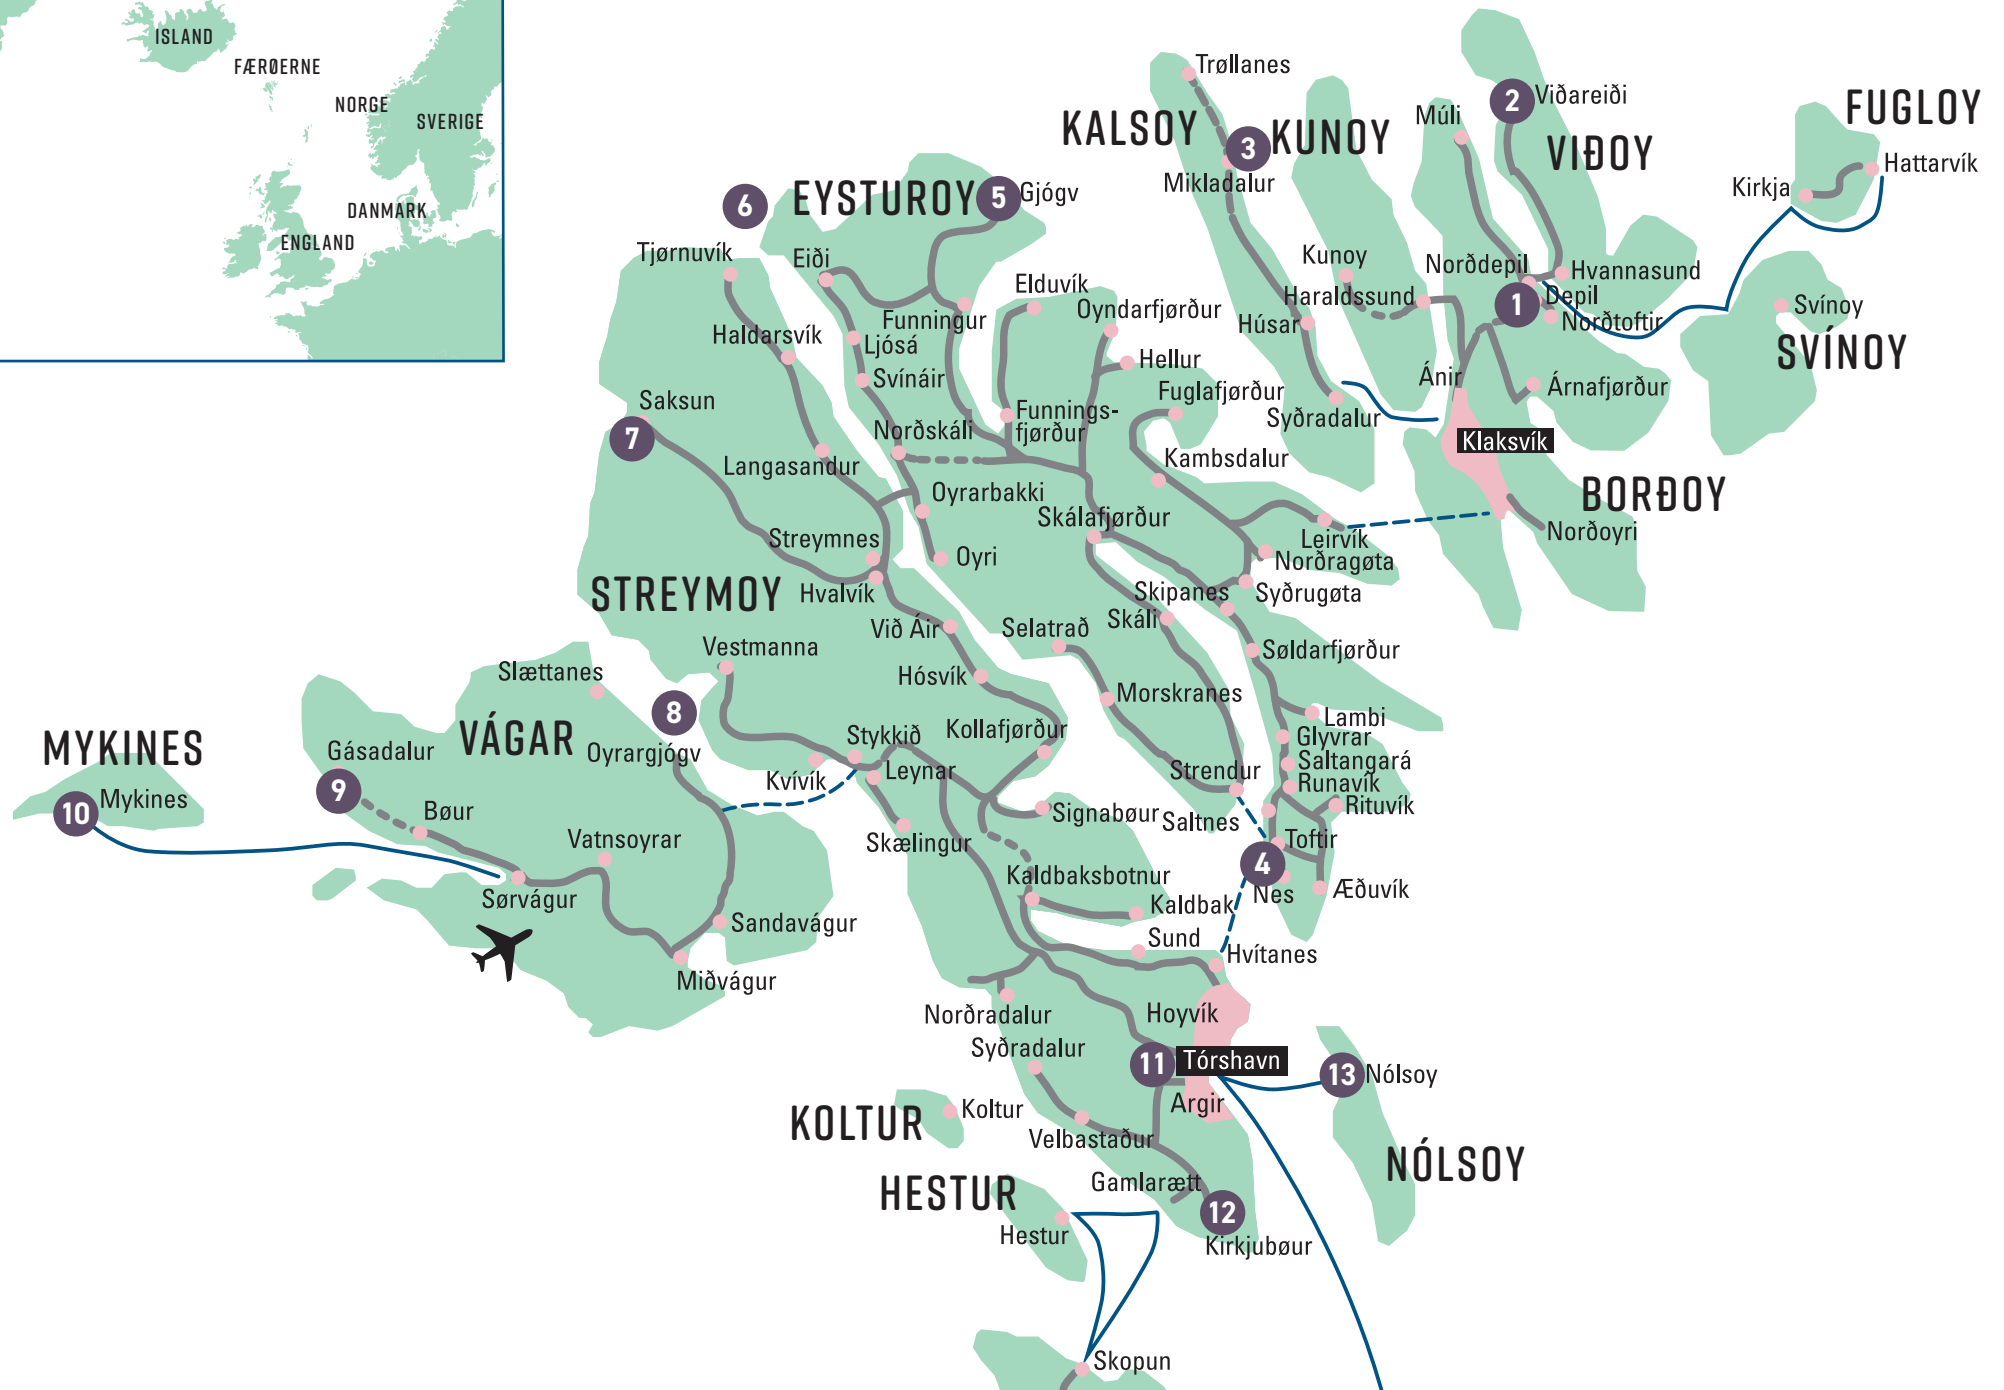 ISLAND
FÆRØERNE
NORGE
SVERIGE
DANMARK
ENGLAND
Trøllanes
KALSOY
3
KUNOY
Mikladalur
Múli
2
Viðareiði
VIÐOY
FUGLOY
Hattarvík
Kirkja
6
EYSTUROY
5
Gjógv
Tjørnuvík
Eiði
Elduvík
Kunoy
Norðdepil
Hvannasund
Haraldssund
1
Depil
Norðtoftir
Svínoy
SVÍNOY
Funningur
Oyndarfjørður
Húsar
Haldarsvík
Ljósá
Hellur
Svínáir
Fuglafjørður
Ánir
Árnafjørður
Saksun
7
Funnings-
fjørður
Syðradalur
Norðskáli
Klaksvík
Langasandur
Kambsdalur
Oyrarbakki
BORÐOY
Skálafjørður
Norðoyri
Streymnes
Oyri
Leirvík
Norðragøta
STREYMOY
Hvalvík
Skipanes
Syðrugøta
Við Áir
Skáli
Selatrað
Vestmanna
Søldarfjørður
Slættanes
Hósvík
Morskranes
8
Lambi
MYKINES
VÁGAR
Gásadalur
Oyrargjógv
Stykkið
Kollafjørður
Glyvrar
Saltangará
Kvívík
Leynar
Strendur
Runavík
9
10
Mykines
Bøur
Signabøur
Saltnes
Rituvík
Vatnsoyrar
Skælingur
Toftir
4
Kaldbaksbotnur
Nes
Æðuvík
Sørvágur
Kaldbak
Sandavágur
Sund
Hvítanes
Miðvágur
Norðradalur
Hoyvík
Syðradalur
11
Tórshavn
13
Nólsoy
KOLTUR
Koltur
Argir
Velbastaður
NÓLSOY
HESTUR
Gamlarætt
12
Hestur
Kirkjubøur
Skopun